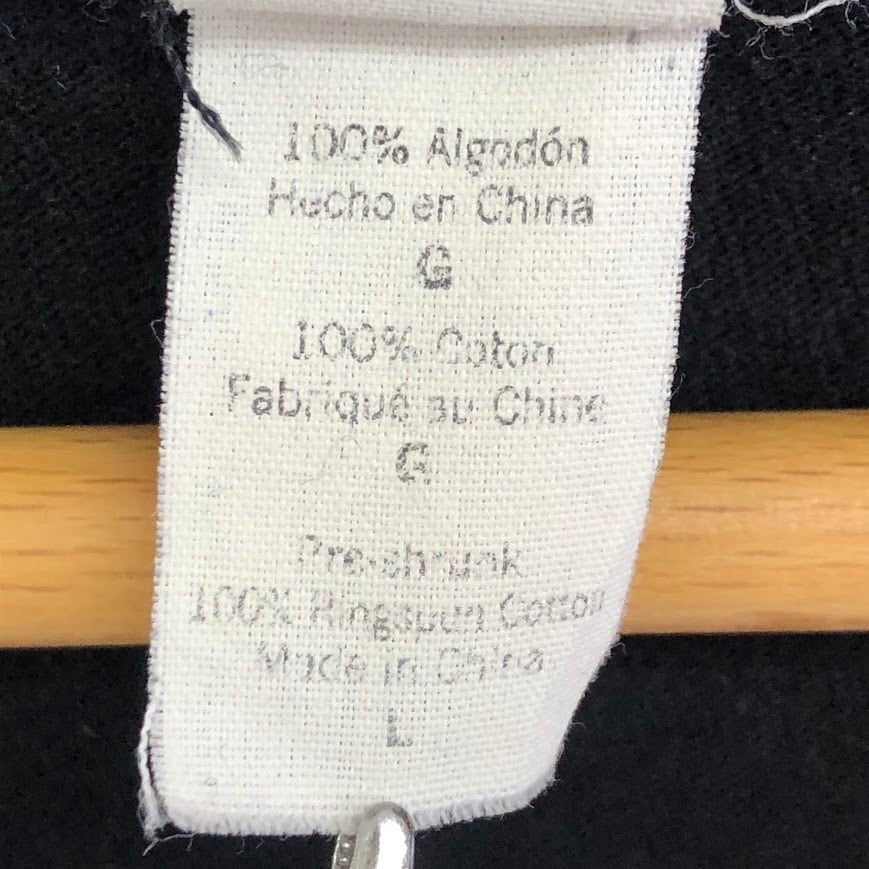 100% Algodón
Hecho en China
G
100% Coton
Fabriqué au Chine
G
Pre-shrunk
100% Ringspun Cotton
Made in China
L